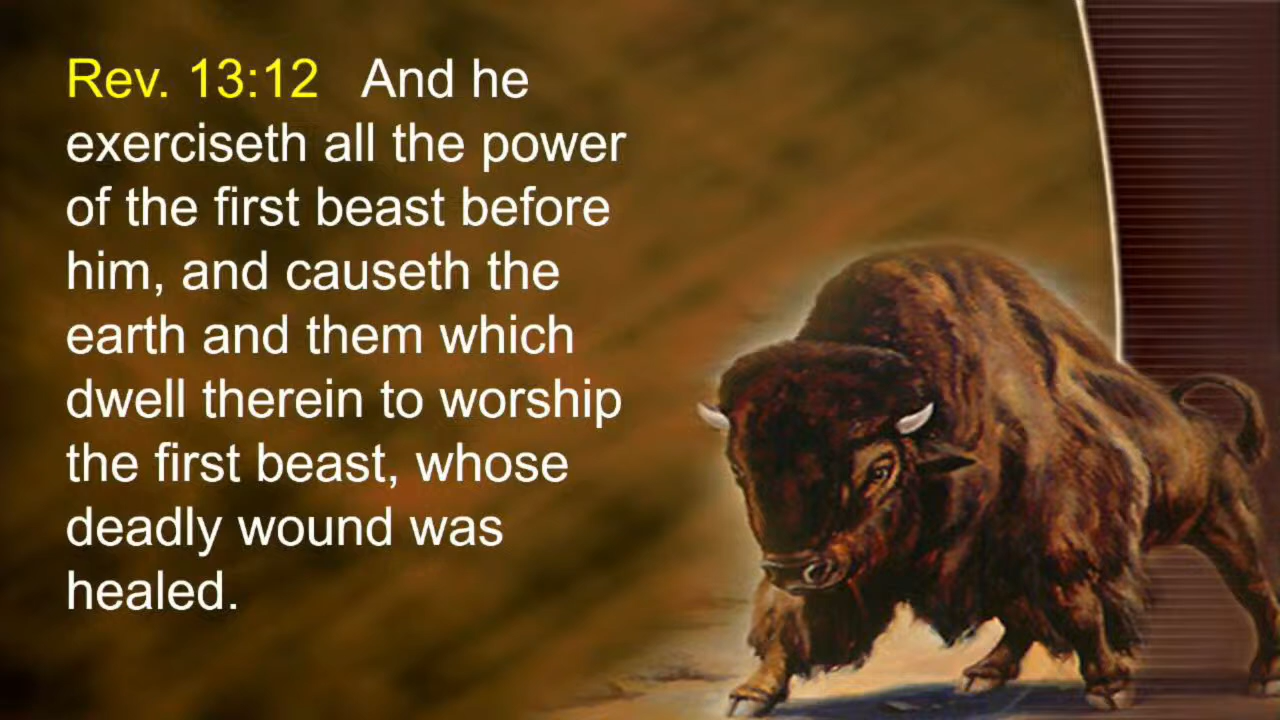 Rev. 13:12 And he
exerciseth all the power
of the first beast before
him, and causeth the
earth and them which
dwell therein to worship
the first beast, whose
deadly wound was
healed.